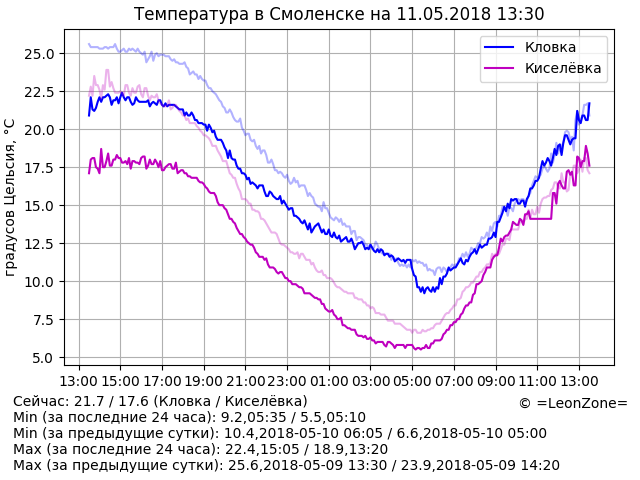 Температура в Смоленске на 11.05.2018 13:30
градусов Цельсия, °C
25.0
22.5
20.0
17.5
15.0
12.5
10.0
7.5
5.0
Кловка
Киселёвка
13:00 15:00 17:00 19:00 21:00 23:00 01:00 03:00 05:00 07:00 09:00 11:00 13:00
Сейчас: 21.7 / 17.6 (Кловка / Киселёвка)
© =LeonZone=
Min (за последние 24 часа): 9.2,05:35 / 5.5,05:10
Min (за предыдущие сутки): 10.4,2018-05-10 06:05 / 6.6,2018-05-10 05:00
Max (за последние 24 часа): 22.4,15:05 / 18.9,13:20
Max (за предыдущие сутки): 25.6,2018-05-09 13:30 / 23.9,2018-05-09 14:20